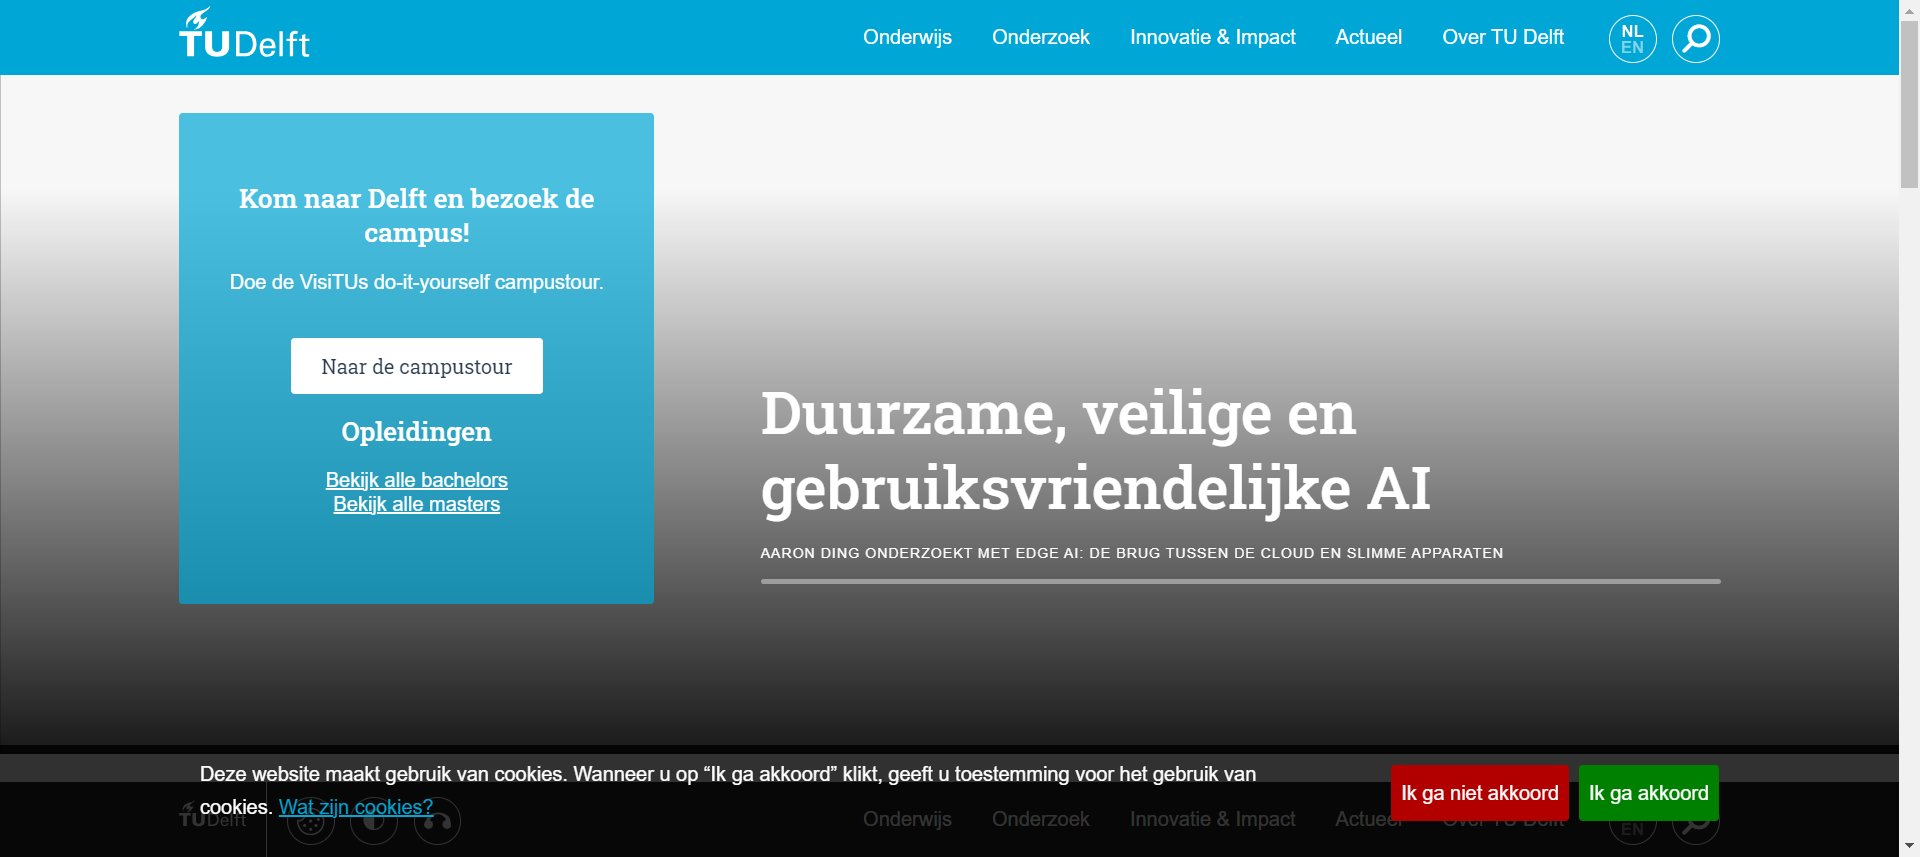 TU Delft
Onderwijs
Onderzoek
Innovatie & Impact
Actueel
Over TU Delft
NL
EN
Kom naar Delft en bezoek de
campus!
Doe de VisiTUs do-it-yourself campustour.
Naar de campustour
Opleidingen
Bekijk alle bachelors
Bekijk alle masters
Duurzame, veilige en
gebruiksvriendelijke AI
AARON DING ONDERZOEKT MET EDGE AI: DE BRUG TUSSEN DE CLOUD EN SLIMME APPARATEN
Deze website maakt gebruik van cookies. Wanneer u op “Ik ga akkoord” klikt, geeft u toestemming voor het gebruik van
cookies. Wat zijn cookies?
Ik ga niet akkoord
Ik ga akkoord
TU Delft
Onderwijs
Onderzoek
Innovatie & Impact
Actueel
Over TU Delft
EN